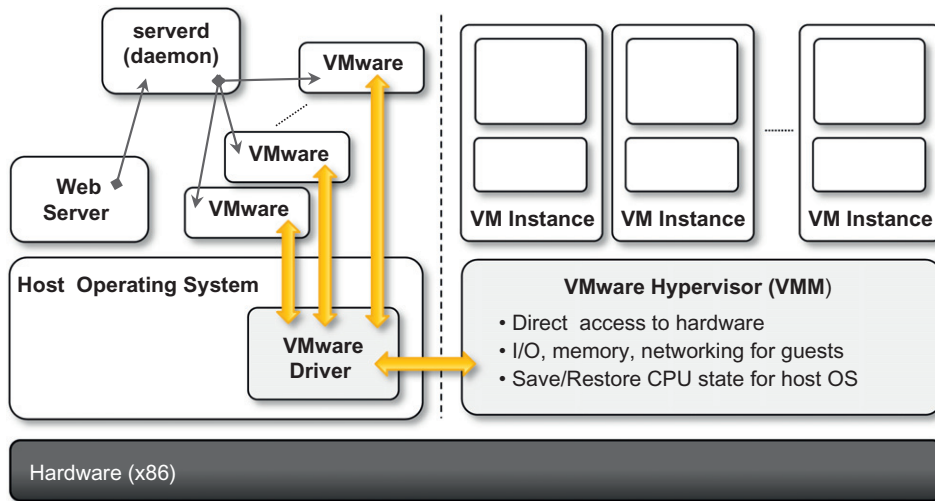 serverd
(daemon)
VMware
VMware
VMware
Web
Server
VM Instance
VM Instance
VM Instance
Host Operating System
VMware
Driver
VMware Hypervisor (VMM)
• Direct access to hardware
• I/O, memory, networking for guests
• Save/Restore CPU state for host OS
Hardware (x86)